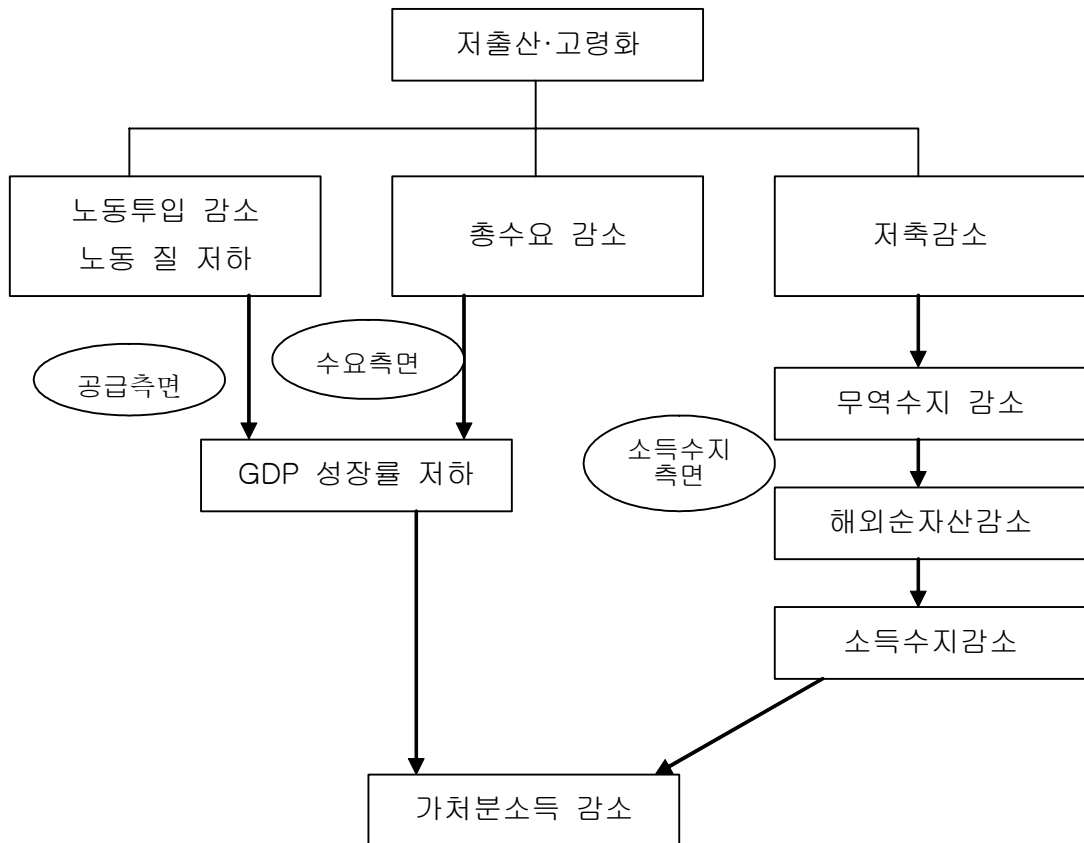 저출산·고령화
노동투입 감소
노동 질 저하
총수요 감소
저축감소
공급측면
수요측면
무역수지 감소
GDP 성장률 저하
소득수지
측면
해외순자산감소
소득수지감소
가처분소득 감소